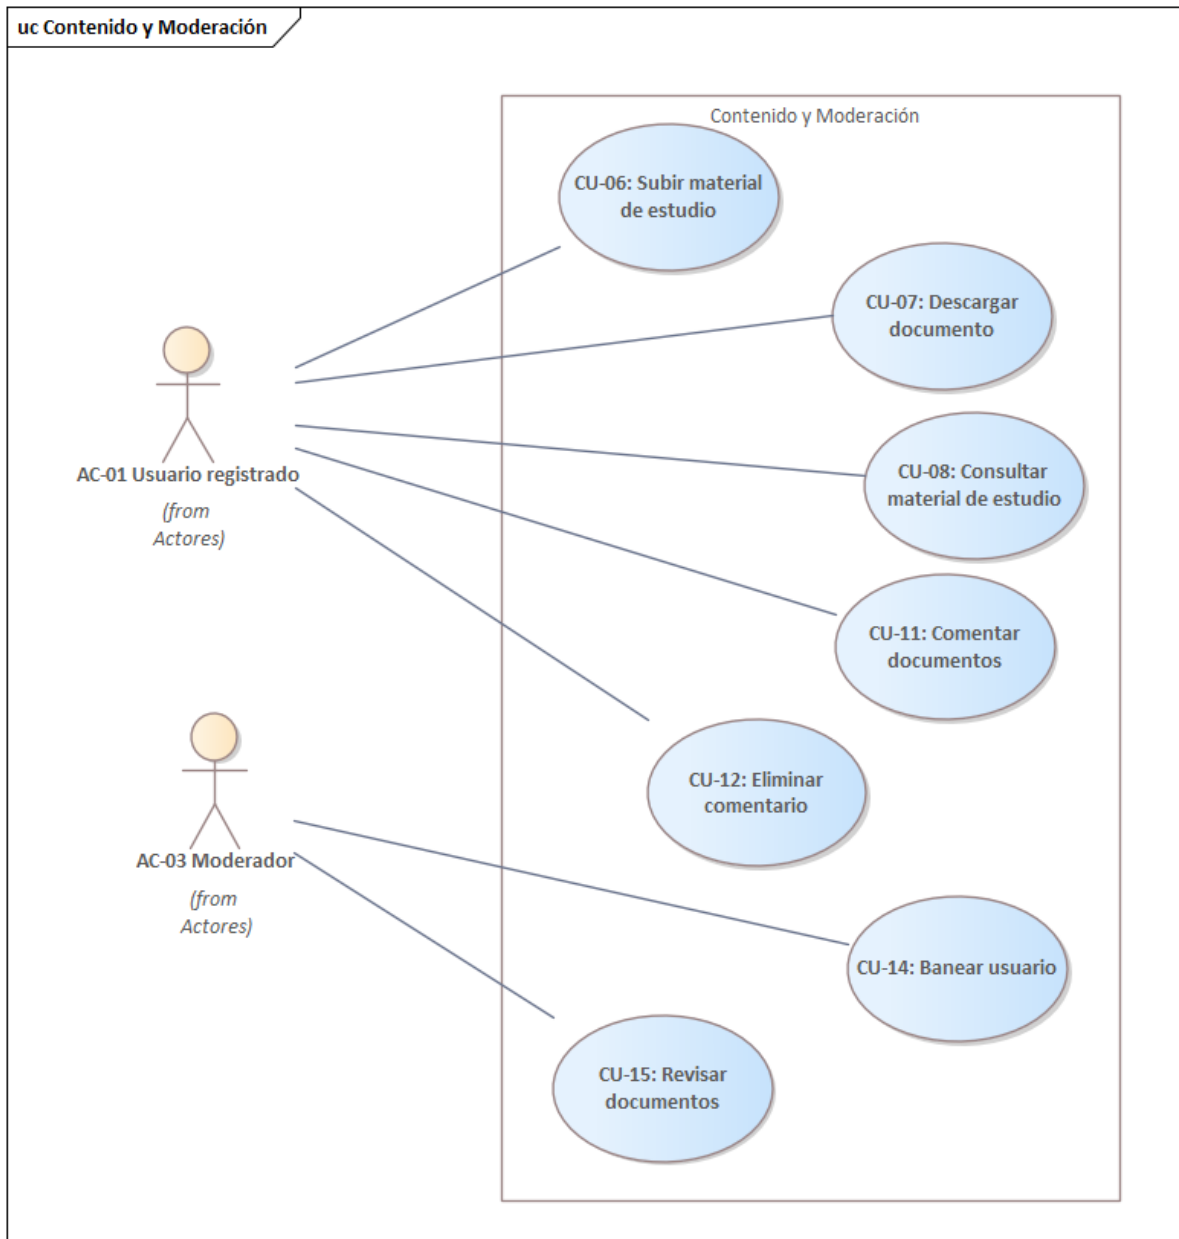 uc Contenido y Moderación
Contenido y Moderación
CU-06: Subir material
de estudio
CU-07: Descargar
documento
AC-01 Usuario registrado
(from
Actores)
CU-08: Consultar
material de estudio
CU-11: Comentar
documentos
CU-12: Eliminar
comentario
AC-03 Moderador
(from
Actores)
CU-14: Banear usuario
CU-15: Revisar
documentos